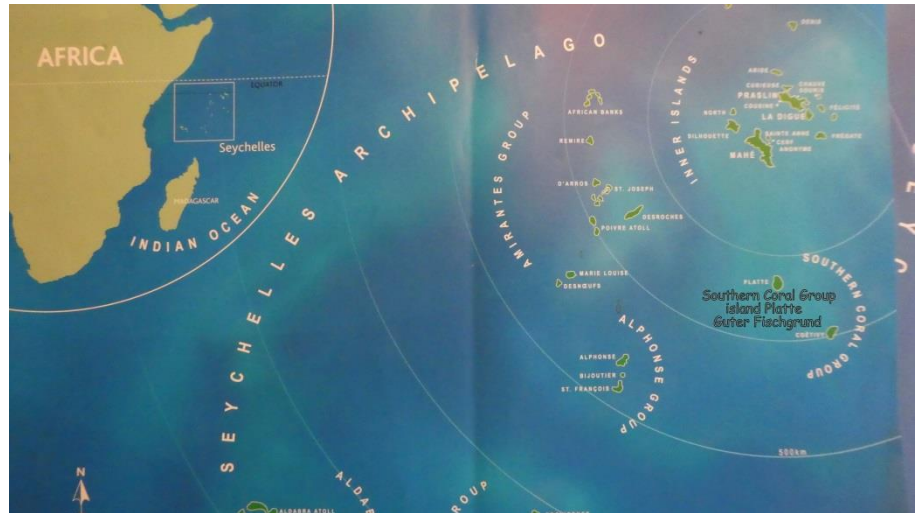 AFRICA
EQUATOR
Seychelles
MADAGASCAR
INDIAN OCEAN
SEYCHELLES ARCHIPELAGO
AMIRANTES GROUP
AFRICAN BANKS
REMIRE
D'ARROS
ST. JOSEPH
DESROCHES
POIVRE ATOLL
MARIE LOUISE
DESNŒUFS
ALPHONSE GROUP
ALPHONSE
BIJOUTIER
ST. FRANÇOIS
INNER ISLANDS
DENIS
ARIDE
CURIEUSE
PRASLIN
COUSINE
LA DIGUE
FÉLICITÉ
NORTH
SILHOUETTE
SAINTE ANNE
CERF
ANONYME
MAHÉ
FRÉGATE
SOUTHERN CORAL GROUP
PLATTE
Southern Coral Group
island Platte
Guter Fischgrund
COËTIVY
500km
N
ALDABRA ATOLL
GROUP